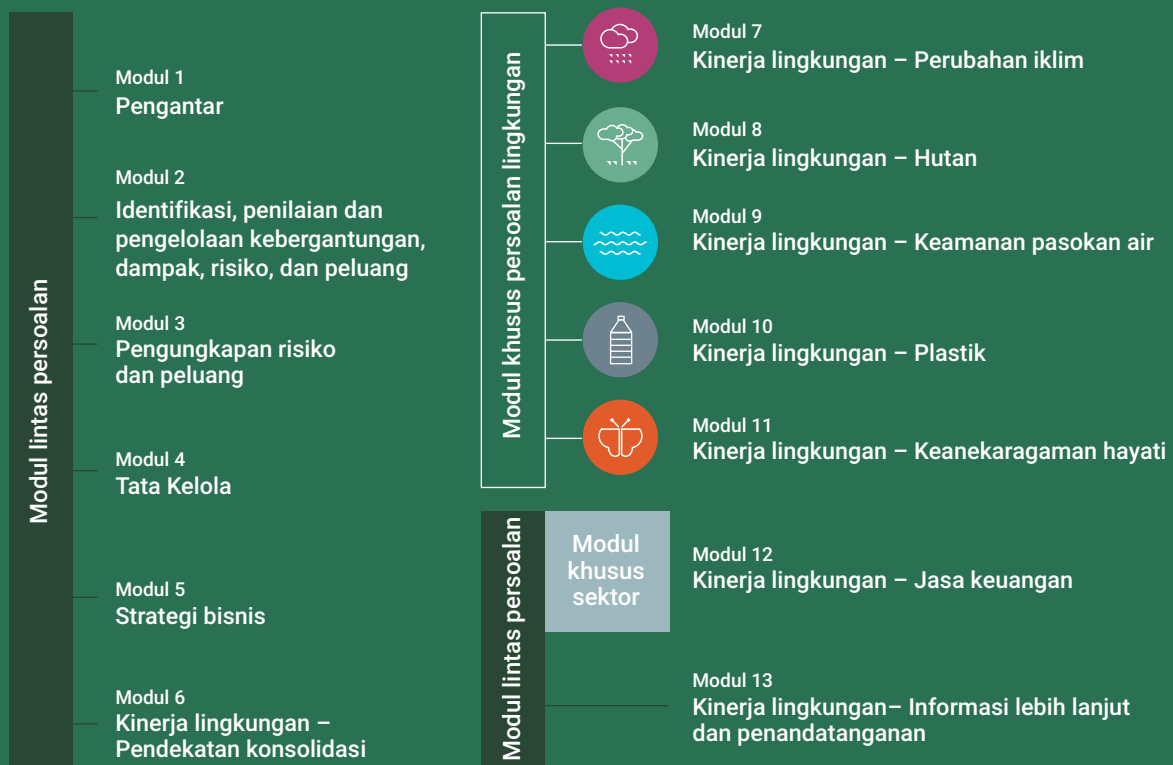 Modul lintas persoalan
Modul 1
Pengantar
Modul 2
Identifikasi, penilaian dan
pengelolaan kebergantungan,
dampak, risiko, dan peluang
Modul 3
Pengungkapan risiko
dan peluang
Modul 4
Tata Kelola
Modul 5
Strategi bisnis
Modul 6
Kinerja lingkungan –
Pendekatan konsolidasi
Modul khusus persoalan lingkungan
Modul 7
Kinerja lingkungan – Perubahan iklim
Modul 8
Kinerja lingkungan – Hutan
Modul 9
Kinerja lingkungan – Keamanan pasokan air
Modul 10
Kinerja lingkungan – Plastik
Modul 11
Kinerja lingkungan – Keanekaragaman hayati
Modul lintas persoalan
Modul
khusus
sektor
Modul 12
Kinerja lingkungan – Jasa keuangan
Modul 13
Kinerja lingkungan– Informasi lebih lanjut
dan penandatanganan